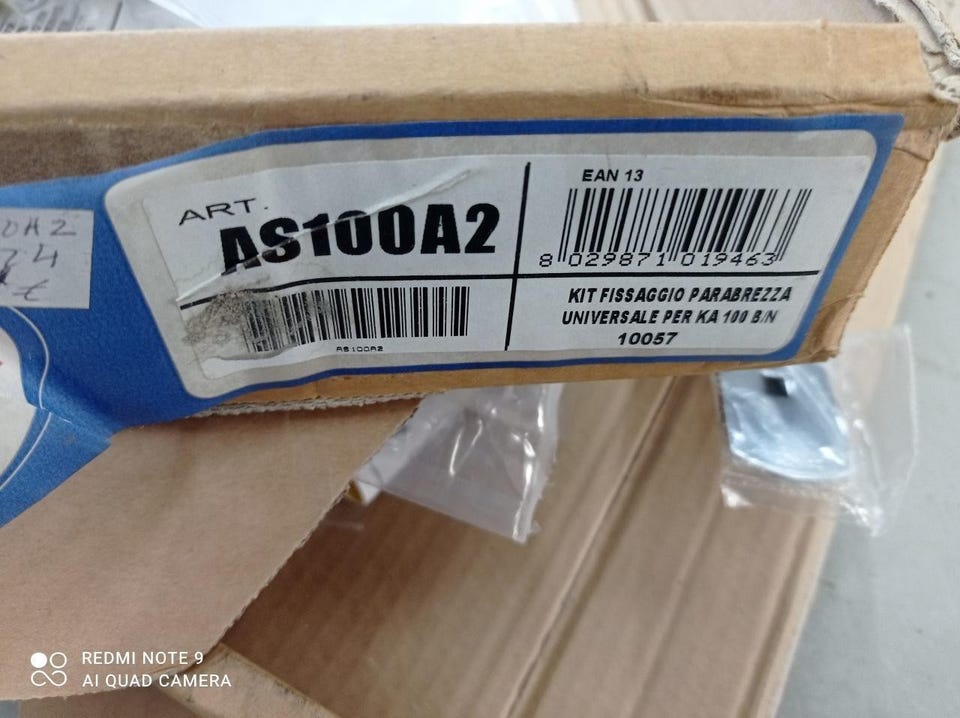 ART.
AS100A2
AS100A2
EAN 13
8 029871 019463
KIT FISSAGGIO PARABREZZA
UNIVERSALE PER KA 100 B/N
10057
0A2
REDMI NOTE 9
AI QUAD CAMERA